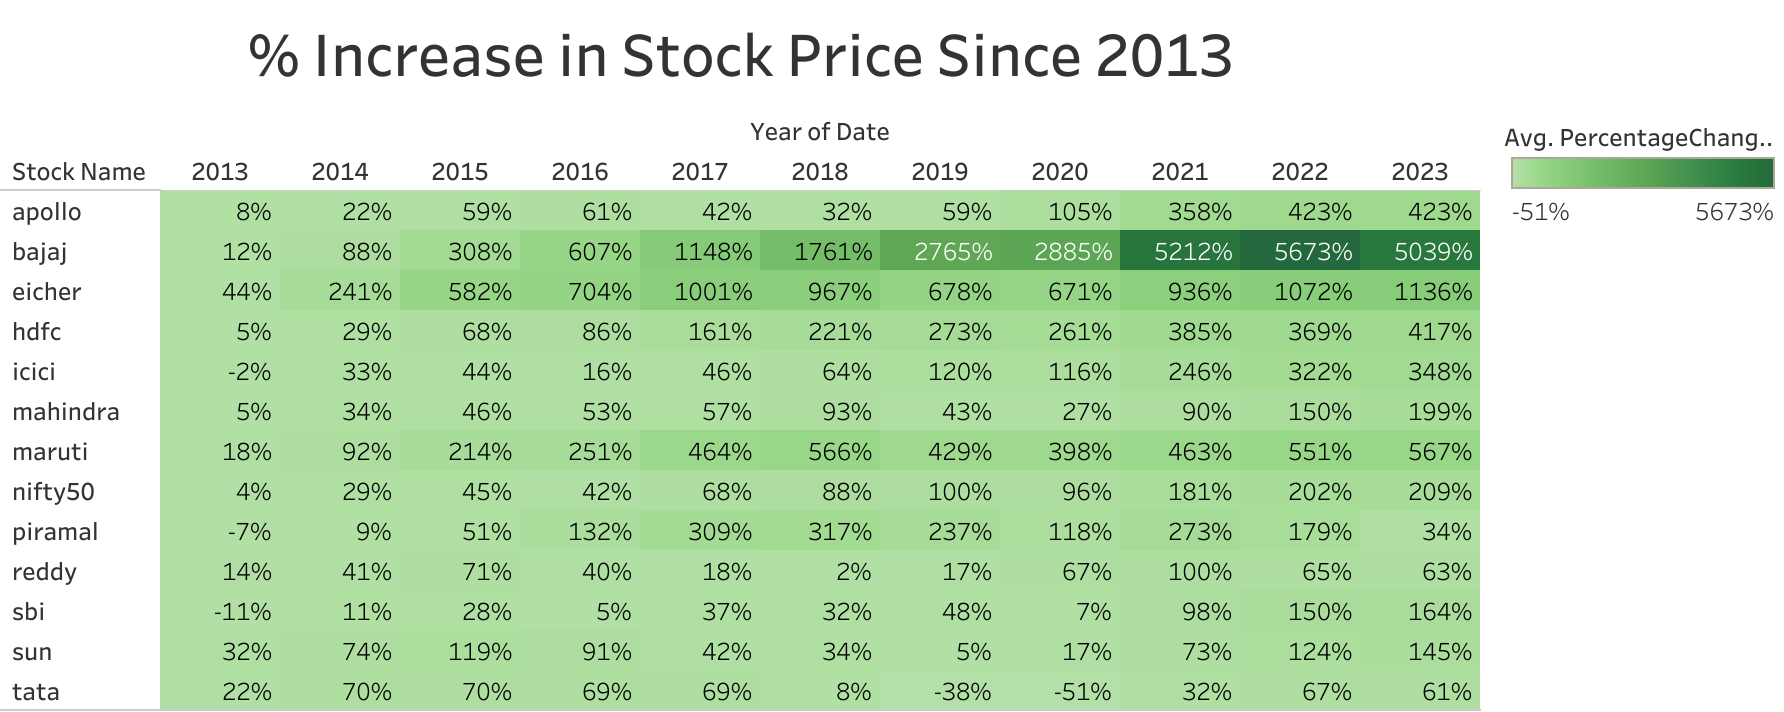 % Increase in Stock Price Since 2013
Year of Date
Avg. PercentageChang..
Stock Name 2013 2014 2015 2016 2017 2018 2019 2020 2021 2022 2023
-51% 5673%
apollo 8% 22% 59% 61% 42% 32% 59% 105% 358% 423% 423%
bajaj 12% 88% 308% 607% 1148% 1761% 2765% 2885% 5212% 5673% 5039%
eicher 44% 241% 582% 704% 1001% 967% 678% 671% 936% 1072% 1136%
hdfc 5% 29% 68% 86% 161% 221% 273% 261% 385% 369% 417%
icici -2% 33% 44% 16% 46% 64% 120% 116% 246% 322% 348%
mahindra 5% 34% 46% 53% 57% 93% 43% 27% 90% 150% 199%
maruti 18% 92% 214% 251% 464% 566% 429% 398% 463% 551% 567%
nifty50 4% 29% 45% 42% 68% 88% 100% 96% 181% 202% 209%
piramal -7% 9% 51% 132% 309% 317% 237% 118% 273% 179% 34%
reddy 14% 41% 71% 40% 18% 2% 17% 67% 100% 65% 63%
sbi -11% 11% 28% 5% 37% 32% 48% 7% 98% 150% 164%
sun 32% 74% 119% 91% 42% 34% 5% 17% 73% 124% 145%
tata 22% 70% 70% 69% 69% 8% -38% -51% 32% 67% 61%